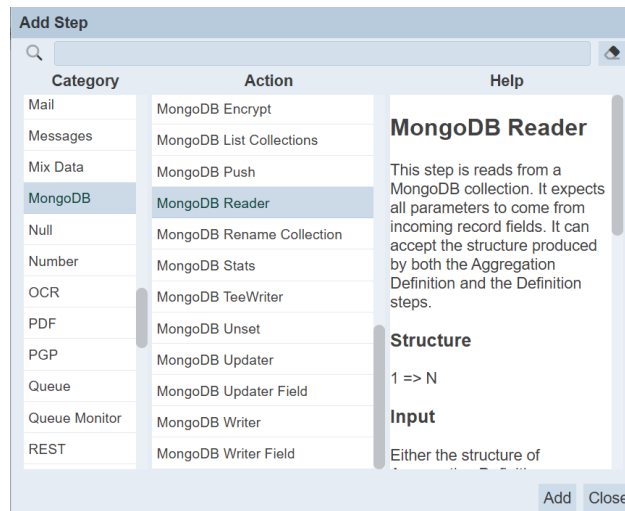 Add Step
Category
Action
Help
Mail
Messages
Mix Data
MongoDB
Null
Number
OCR
PDF
PGP
Queue
Queue Monitor
REST
MongoDB Encrypt
MongoDB List Collections
MongoDB Push
MongoDB Reader
MongoDB Rename Collection
MongoDB Stats
MongoDB TeeWriter
MongoDB Unset
MongoDB Updater
MongoDB Updater Field
MongoDB Writer
MongoDB Writer Field
MongoDB Reader
This step is reads from a
MongoDB collection. It expects
all parameters to come from
incoming record fields. It can
accept the structure produced
by both the Aggregation
Definition and the Definition
steps.
Structure
1 => N
Input
Either the structure of
Add
Close